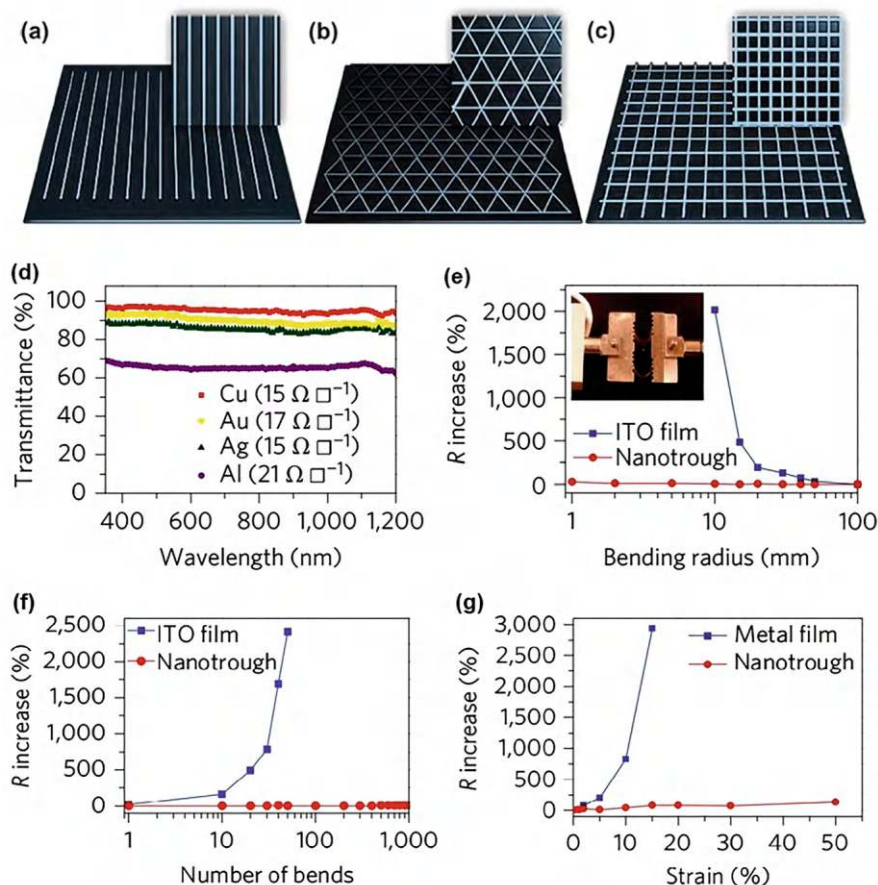 (a)
(b)
(c)
(d)
Transmittance (%)
100
80
60
40
20
0
Cu (15 Ω □⁻¹)
Au (17 Ω □⁻¹)
Ag (15 Ω □⁻¹)
Al (21 Ω □⁻¹)
400
600
800
1,000
1,200
Wavelength (nm)
(e)
R increase (%)
2,000
1,500
1,000
500
0
ITO film
Nanotrough
1
10
100
Bending radius (mm)
(f)
R increase (%)
2,500
2,000
1,500
1,000
500
0
ITO film
Nanotrough
1
10
100
1,000
Number of bends
(g)
R increase (%)
3,000
2,500
2,000
1,500
1,000
500
0
Metal film
Nanotrough
0
10
20
30
40
50
Strain (%)